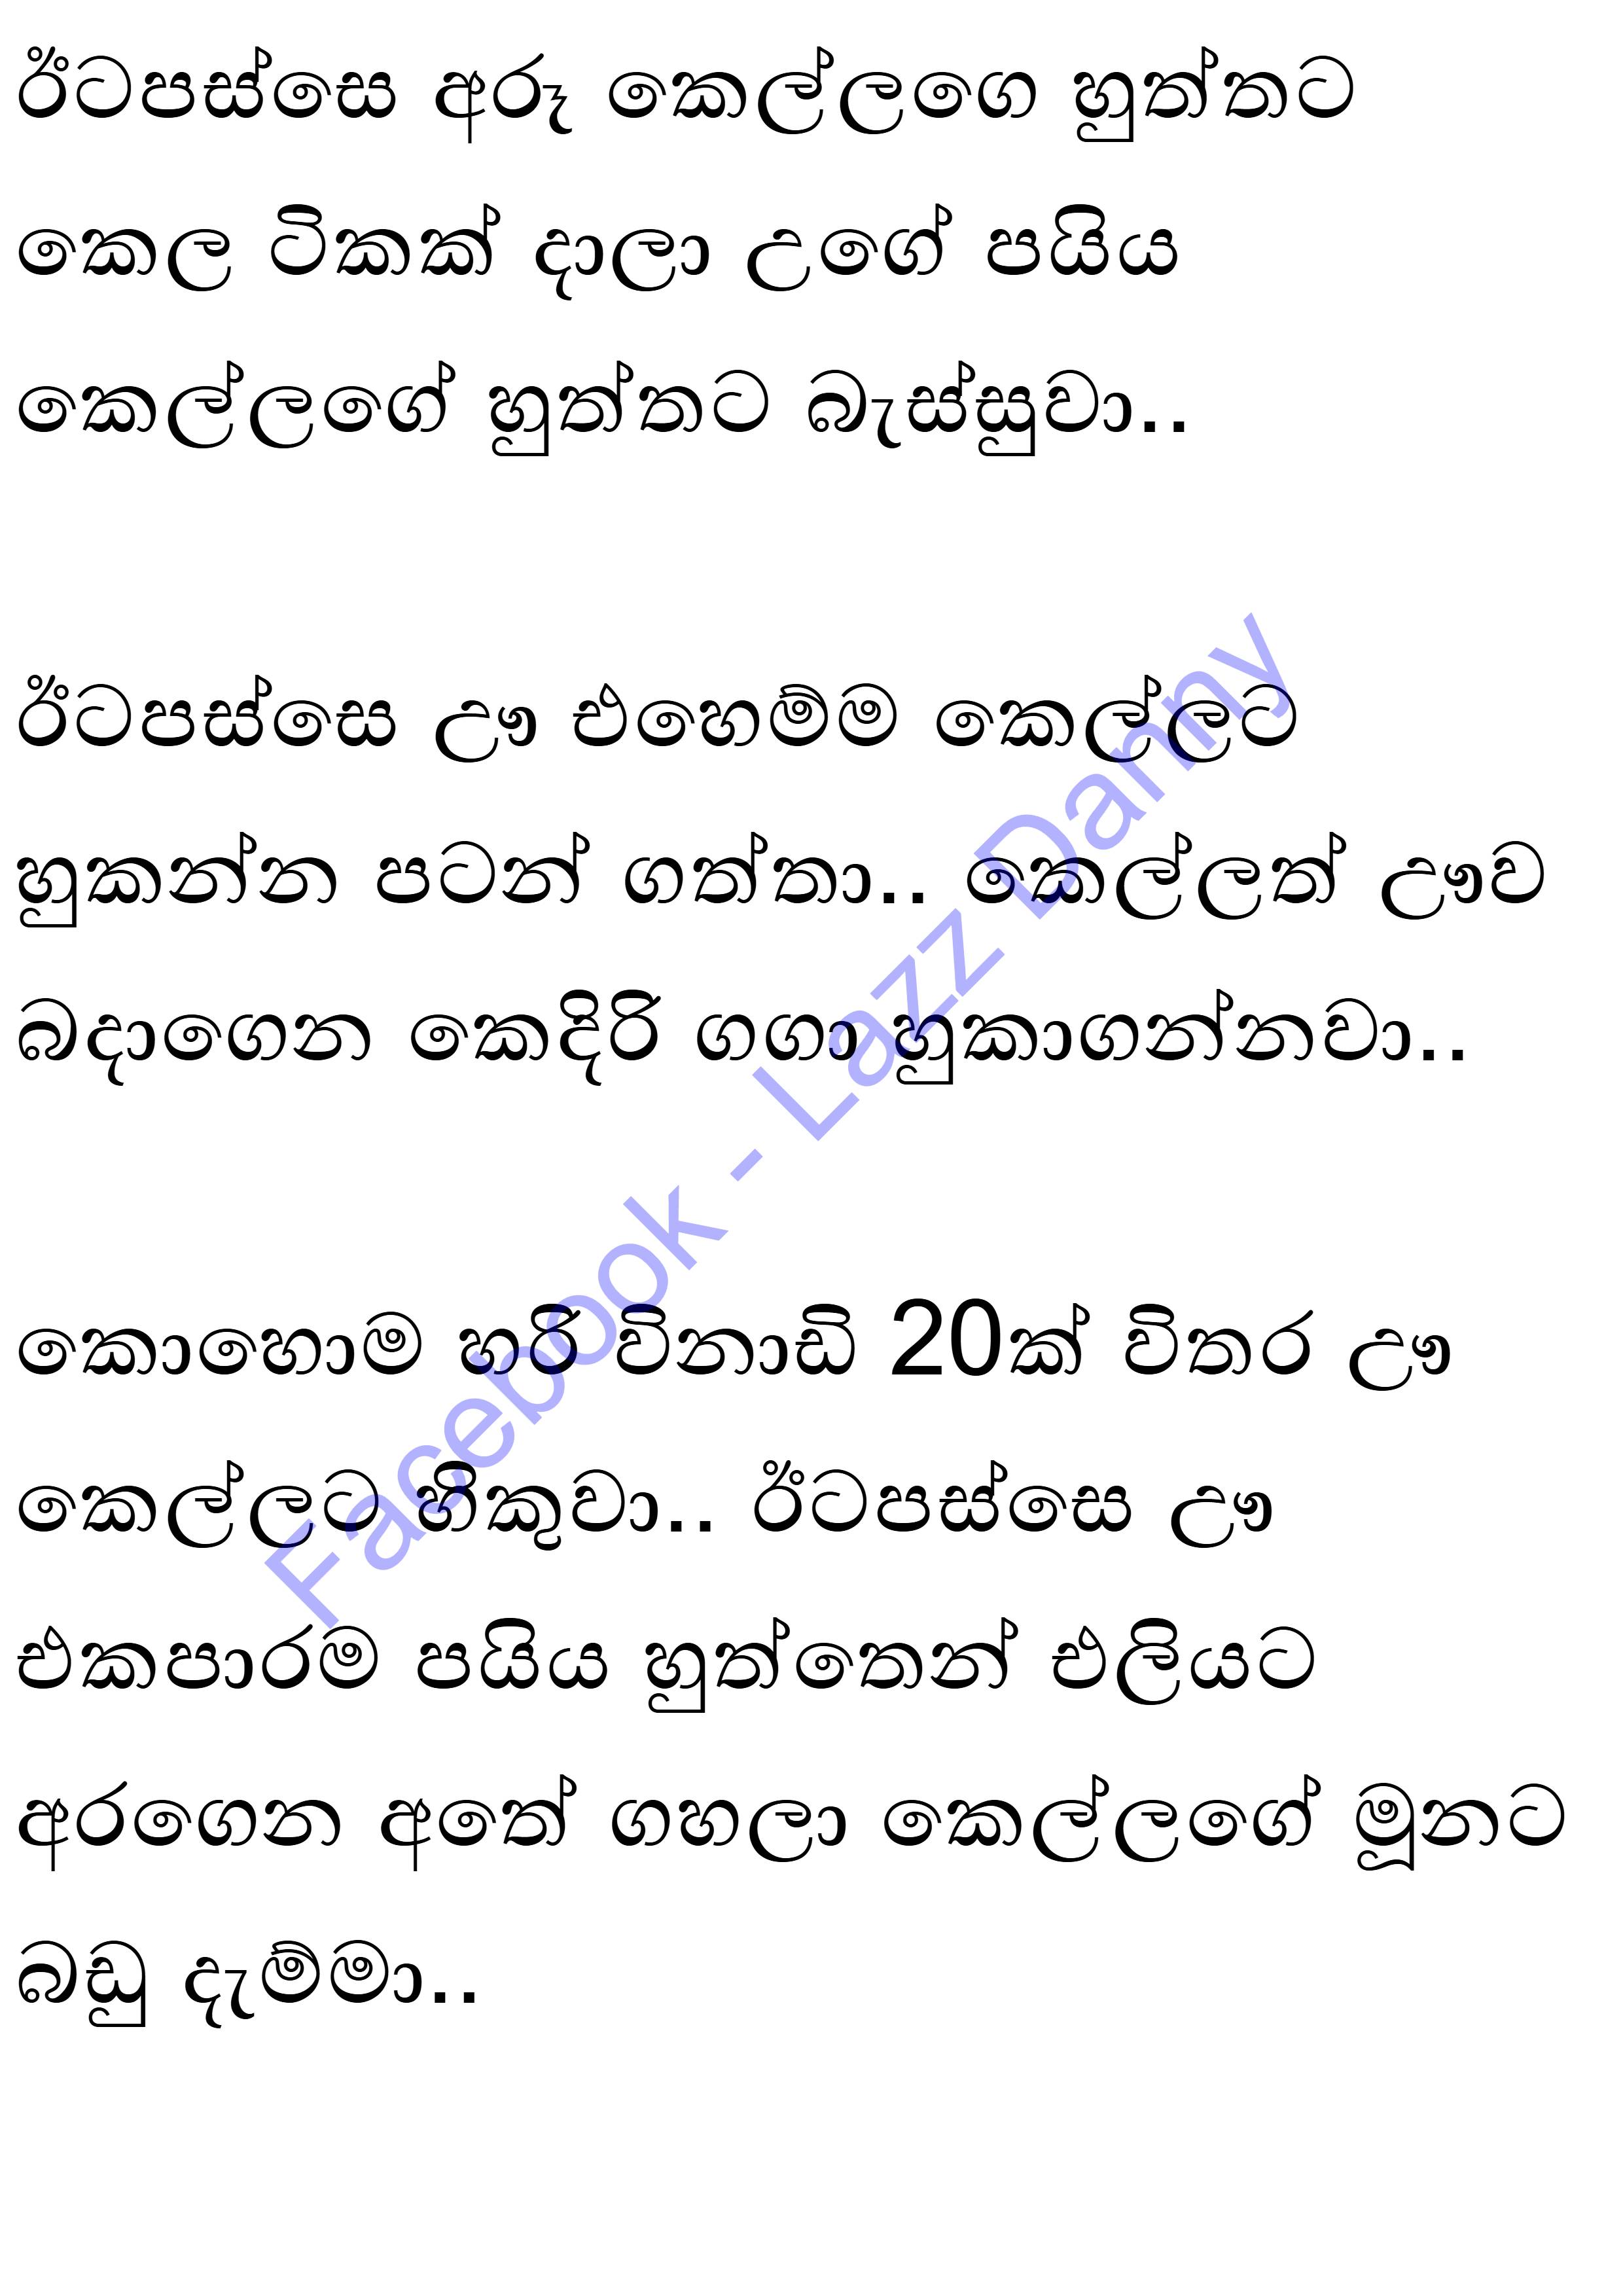 ඊටපස්සෙ අරූ කෙල්ලගෙ හුත්තට
කෙල ටිකක් දාලා උගේ පයිය
කෙල්ලගේ හුත්තට බැස්සුවා..
ඊටපස්සෙ ඌ එහෙම්ම කෙල්ලට
හුකන්න පටන් ගත්තා.. කෙල්ලත් ඌව
බදාගෙන කෙදිරි ගගා හුකාගන්නවා..
කොහොම හරි විනාඩි 20ක් විතර ඌ
කෙල්ලට හිකුවා.. ඊටපස්සෙ ඌ
එකපාරම පයිය හුත්තෙන් එලියට
අරගෙන අතේ ගහලා කෙල්ලගේ මූනට
බඩු දැම්මා..
Facebook - Lazz Danny